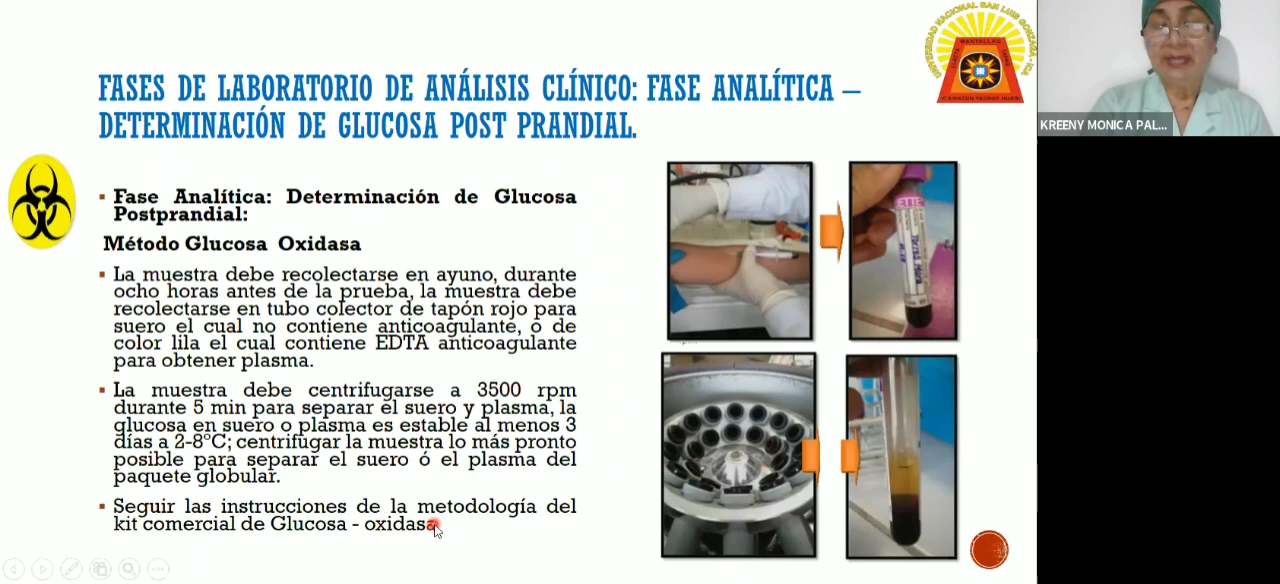 UNIVERSIDAD NACIONAL SAN LUIS GONZAGA - ICA
FASES DE LABORATORIO DE ANÁLISIS CLÍNICO: FASE ANALÍTICA –
DETERMINACIÓN DE GLUCOSA POST PRANDIAL.
KREENY MONICA PAL...
▪ Fase Analítica: Determinación de Glucosa
Postprandial:
Método Glucosa Oxidasa
▪ La muestra debe recolectarse en ayuno, durante
ocho horas antes de la prueba, la muestra debe
recolectarse en tubo colector de tapón rojo para
suero el cual no contiene anticoagulante, o de
color lila el cual contiene EDTA anticoagulante
para obtener plasma.
▪ La muestra debe centrifugarse a 3500 rpm
durante 5 min para separar el suero y plasma, la
glucosa en suero o plasma es estable al menos 3
días a 2-8°C; centrifugar la muestra lo más pronto
posible para separar el suero ó el plasma del
paquete globular.
▪ Seguir las instrucciones de la metodología del
kit comercial de Glucosa - oxidasa